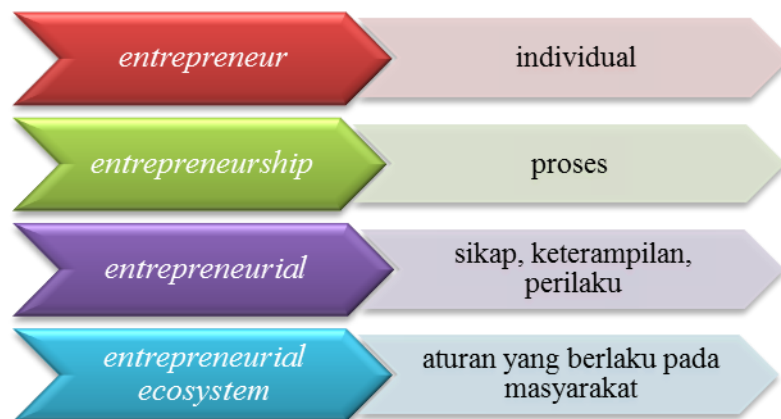 entrepreneur
individual
entrepreneurship
proses
entrepreneurial
sikap, keterampilan,
perilaku
entrepreneurial
ecosystem
aturan yang berlaku pada
masyarakat